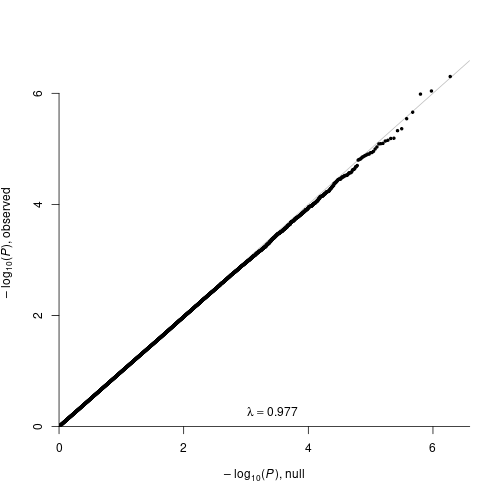 6
4
2
0
– log₁₀(P), observed
λ = 0.977
0 2 4 6
– log₁₀(P), null